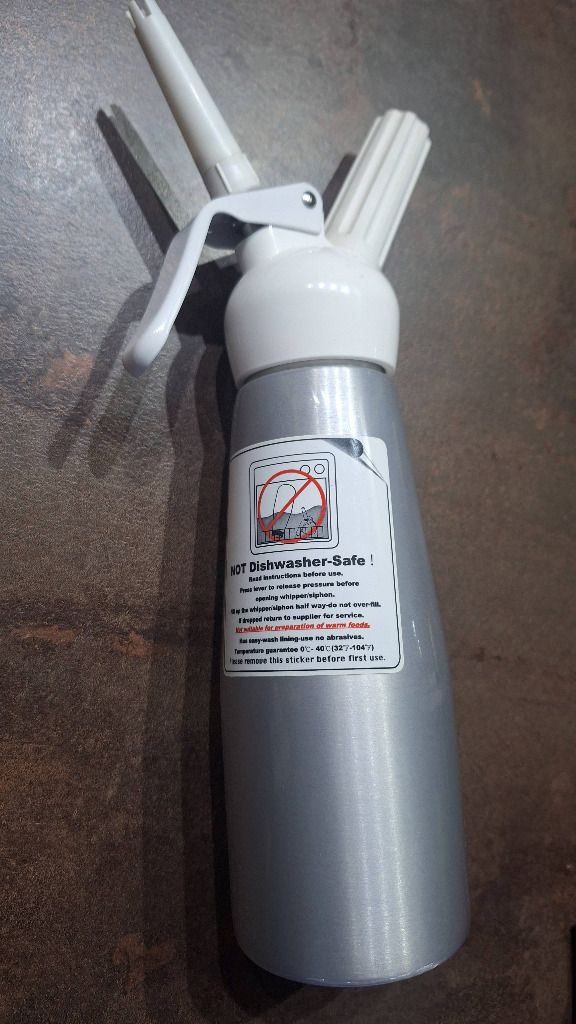 NOT Dishwasher-Safe !
Read instructions before use.
Press lever to release pressure before
opening whipper/siphon.
up the whipper/siphon half way-do not over-fill.
If dropped return to supplier for service.
Not suitable for preparation of warm foods.
Has easy-wash lining-use no abrasives.
Temperature guarantee 0℃- 40℃(32℉-104℉)
Please remove this sticker before first use.